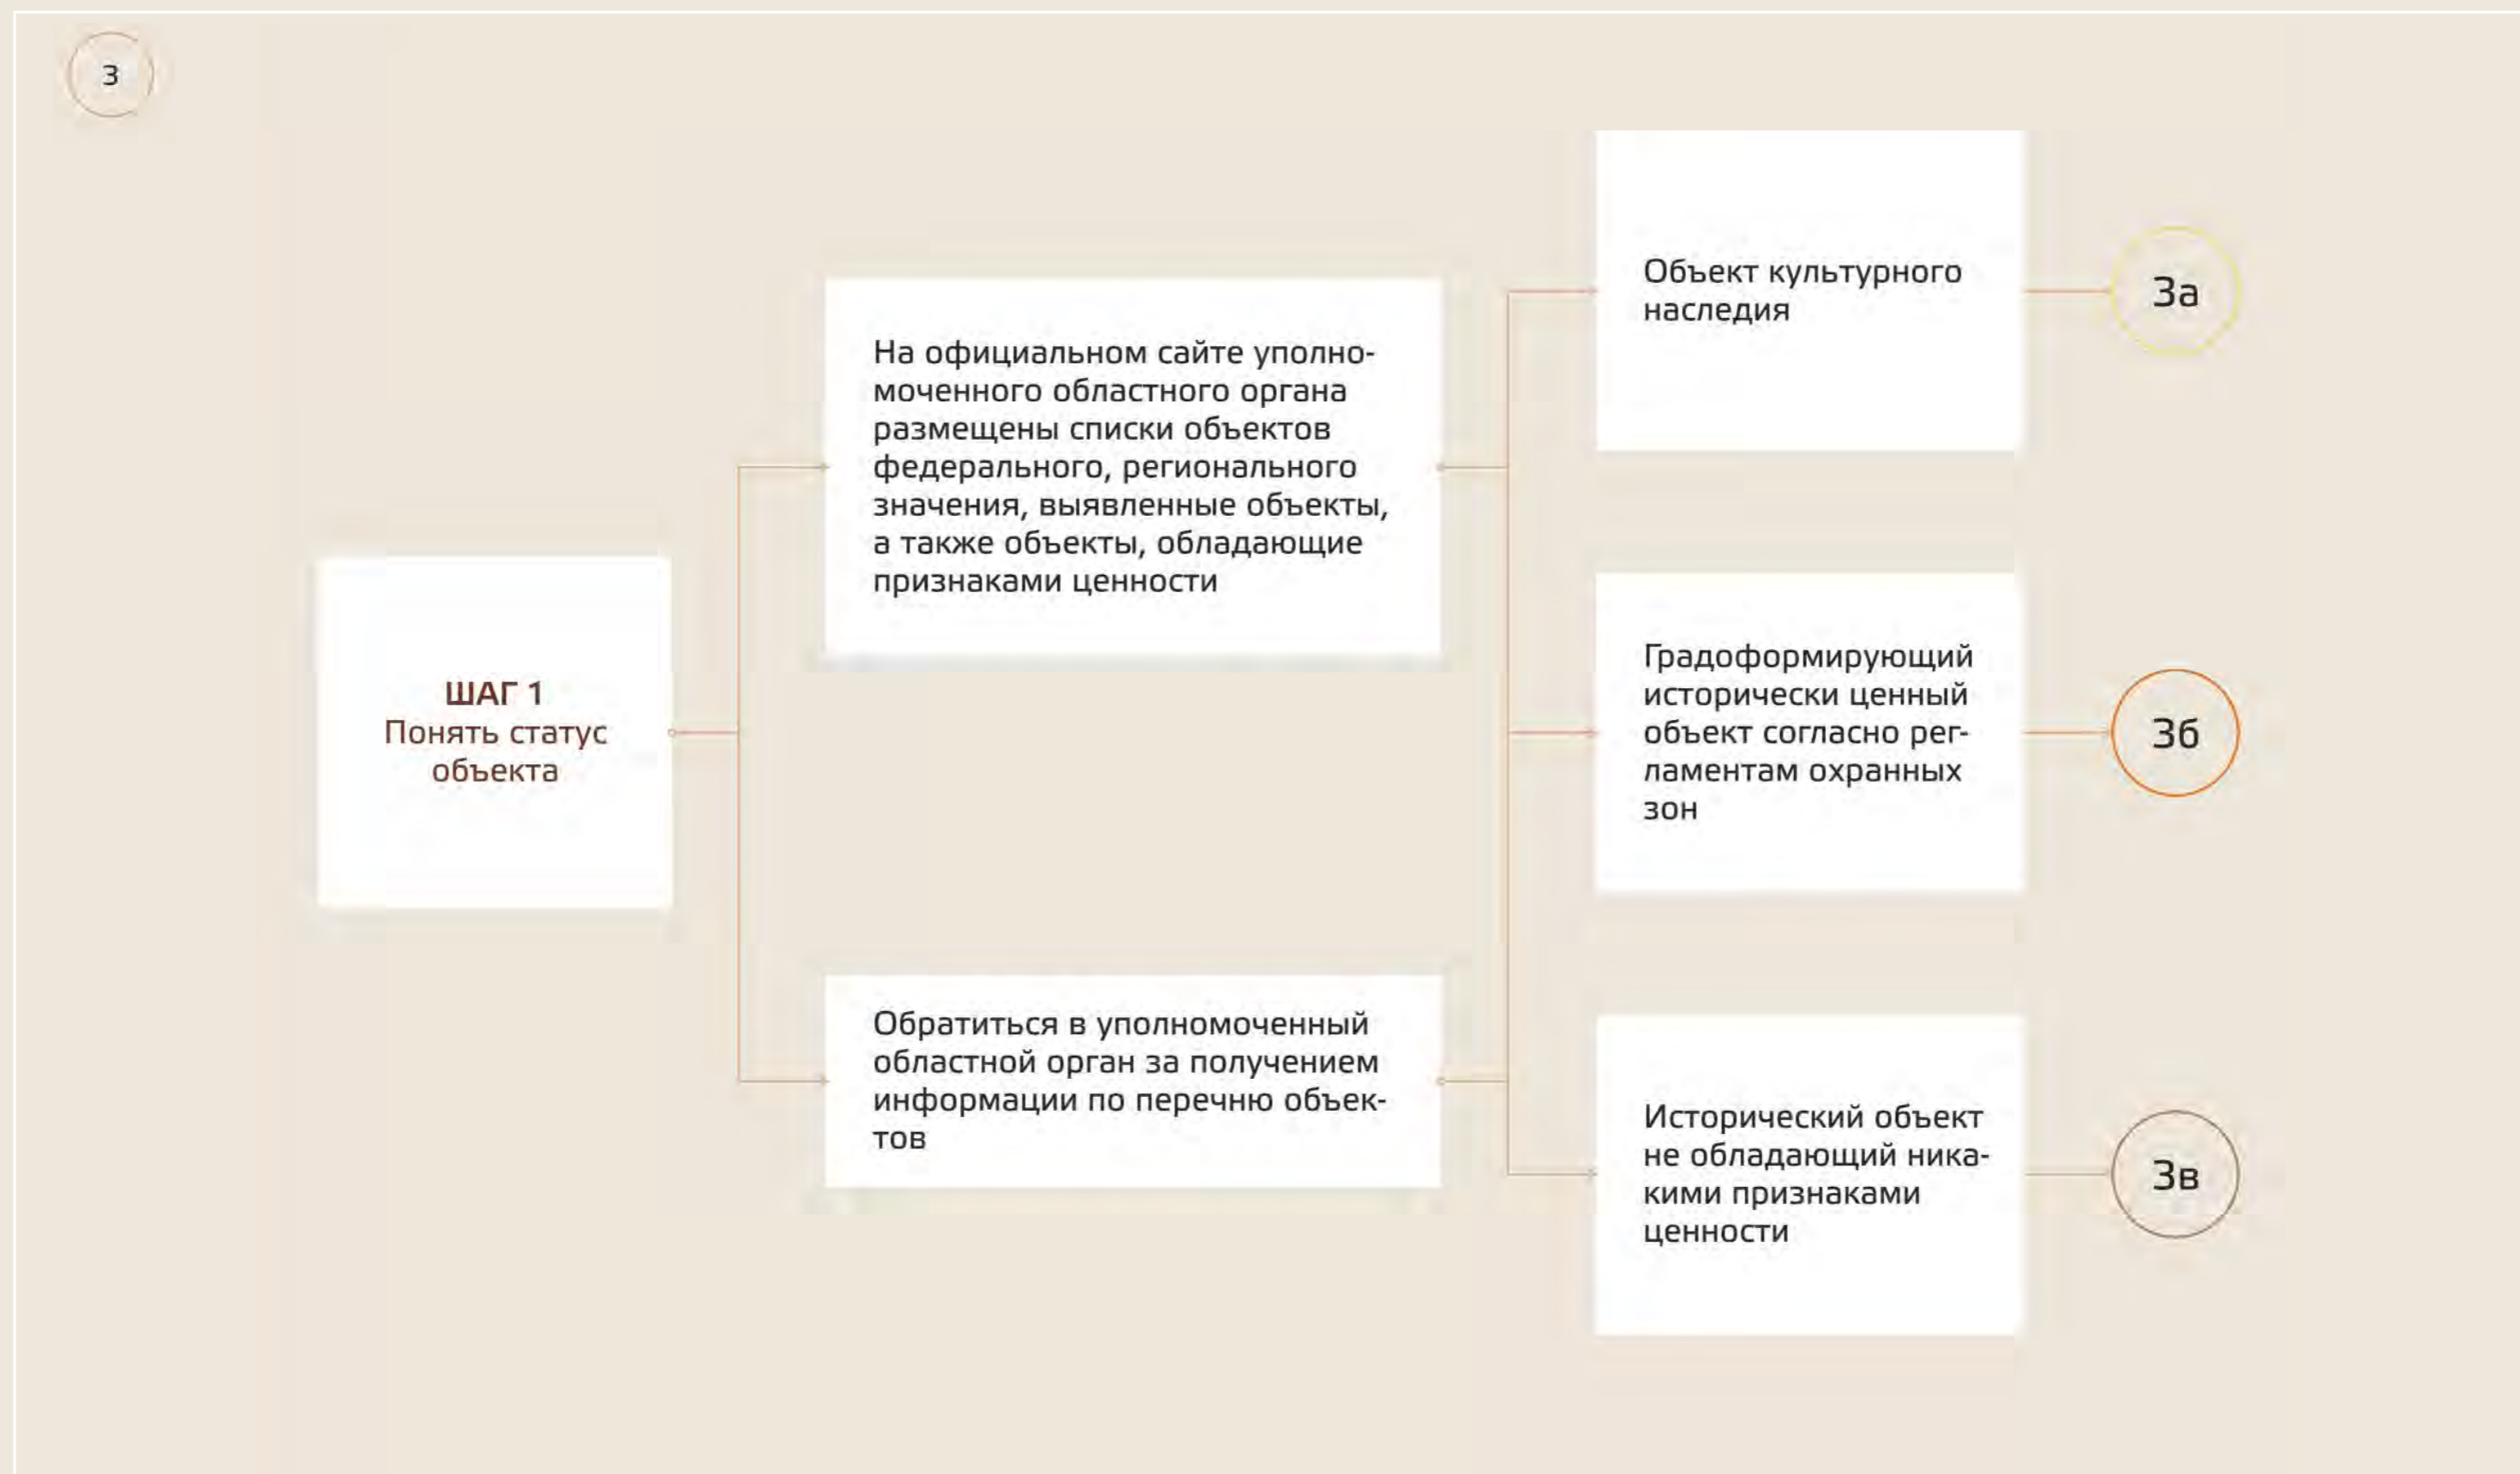 3
ШАГ 1
Понять статус
объекта
На официальном сайте уполно-
моченного областного органа
размещены списки объектов
федерального, регионального
значения, выявленные объекты,
а также объекты, обладающие
признаками ценности
Обратиться в уполномоченный
областной орган за получением
информации по перечню объек-
тов
Объект культурного
наследия
3а
Градоформирующий
исторически ценный
объект согласно рег-
ламентам охранных
зон
3б
Исторический объект
не обладающий ника-
кими признаками
ценности
3в